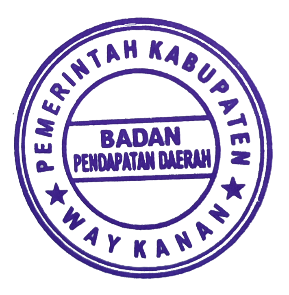 PEMERINTAH KABUPATEN
BADAN
PENDAPATAN DAERAH
★ WAY KANAN ★